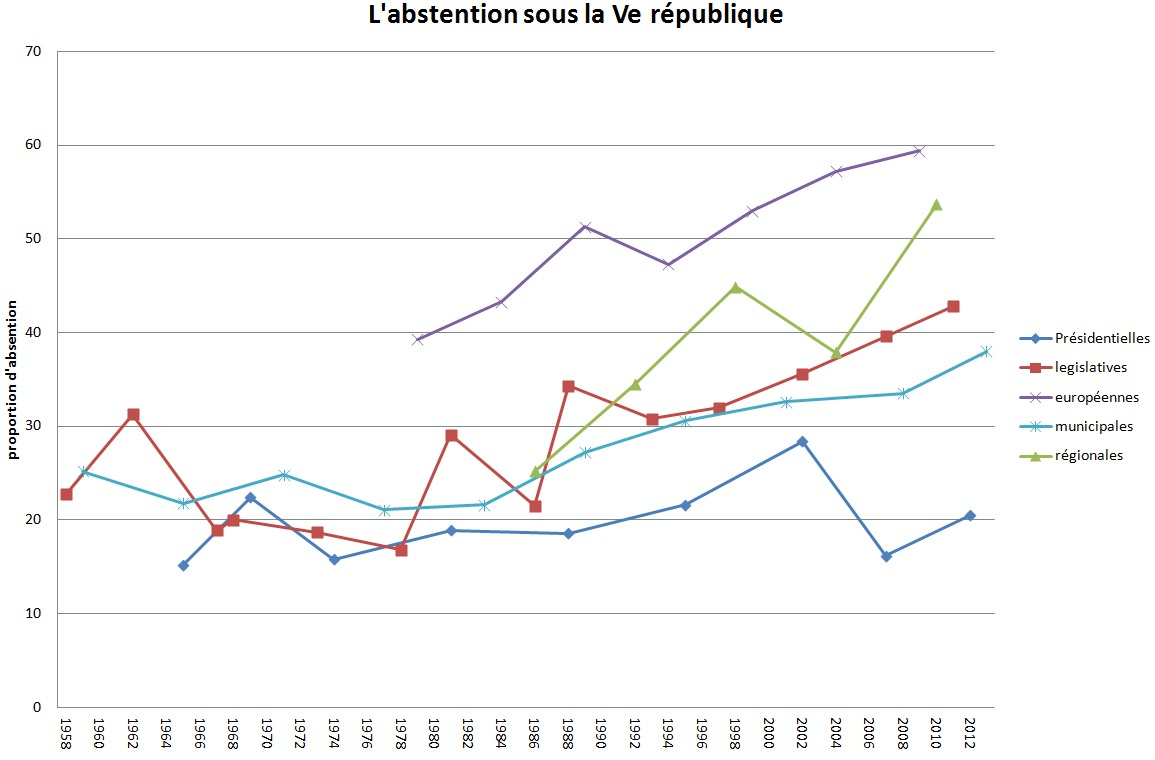 L'abstention sous la Ve république
70
60
50
40
30
20
10
0
proportion d'absention
1958 1960 1962 1964 1966 1968 1970 1972 1974 1976 1978 1980 1982 1984 1986 1988 1990 1992 1994 1996 1998 2000 2002 2004 2006 2008 2010 2012
Présidentielles
legislatives
européennes
municipales
régionales